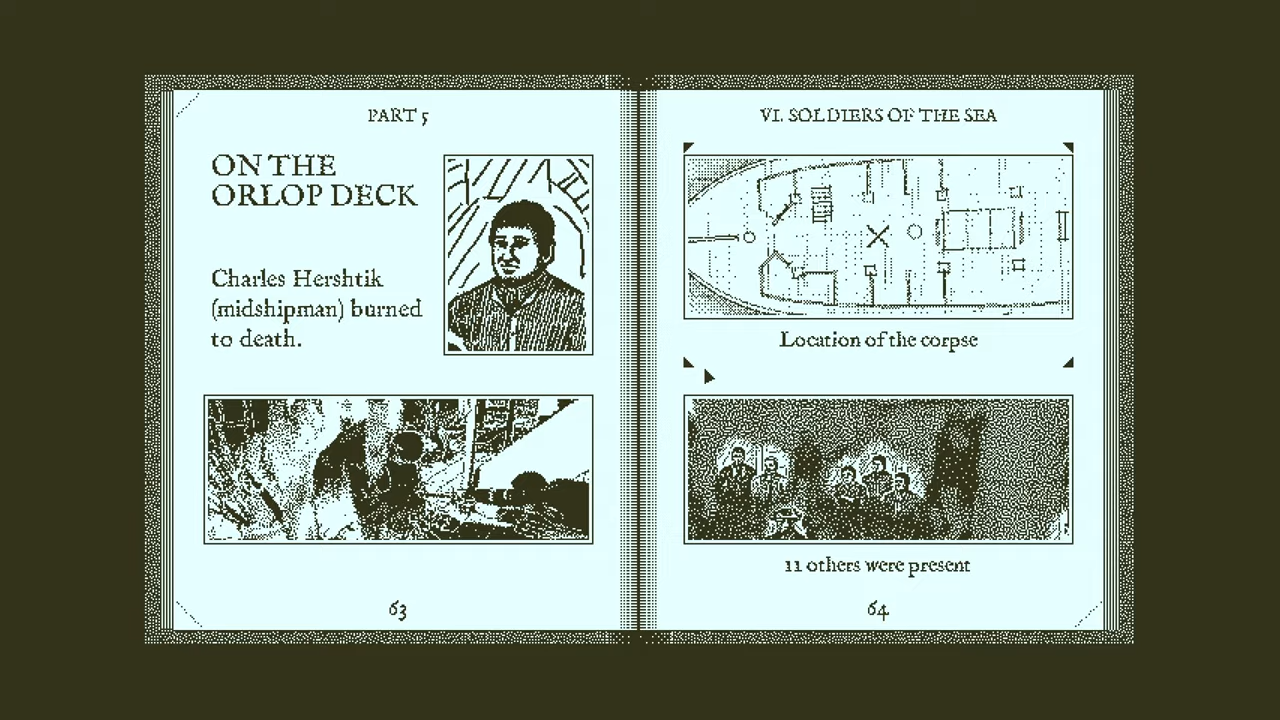 PART 5
ON THE
ORLOP DECK
Charles Hershtik
(midshipman) burned
to death.
63
VI. SOLDIERS OF THE SEA
Location of the corpse
11 others were present
64